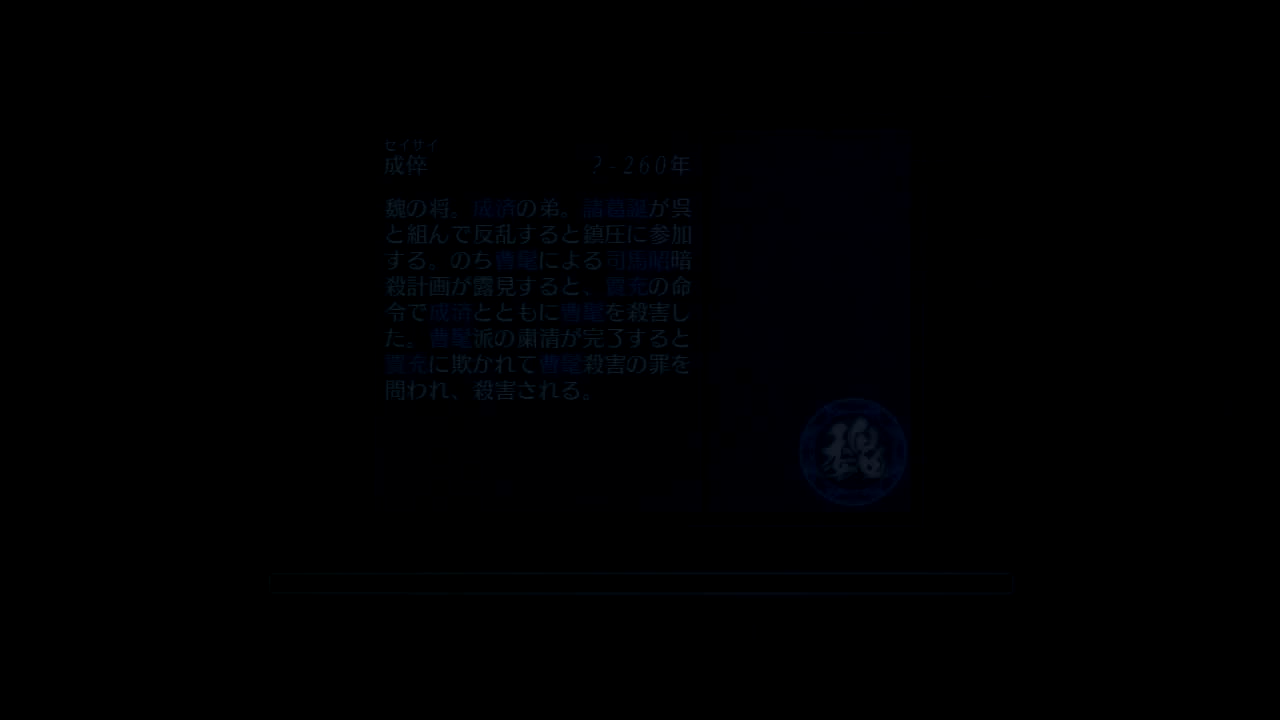 セイサイ
成倅
?-260年
魏の将。成済の弟。諸葛誕が呉
と組んで反乱すると鎮圧に参加
する。のち曹髦による司馬昭暗
殺計画が露見すると、賈充の命
令で成済とともに曹髦を殺害し
た。曹髦派の粛清が完了すると
賈充に欺かれて曹髦殺害の罪を
問われ、殺害される。
魏